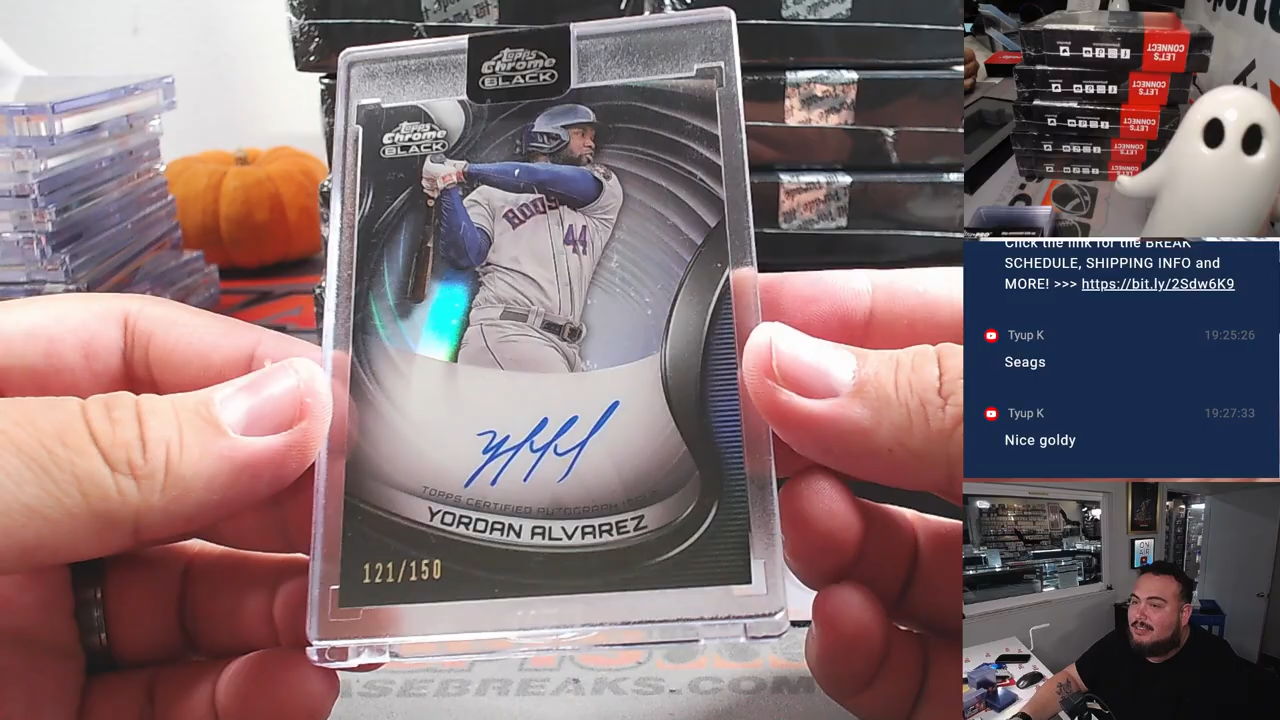 Topps
Chrome
BLACK
Topps
Chrome
BLACK
44
TOPPS CERTIFIED AUTOGRAPH ISSUE
YORDAN ALVAREZ
121/150
ASEBREAKS.COM
LET'S
CONNECT
LET'S
CONNECT
LET'S
CONNECT
LET'S
CONNECT
LET'S
CONNECT
Click the link for the BREAK
SCHEDULE, SHIPPING INFO and
MORE! >>> https://bit.ly/2Sdw6K9
Tyup K 19:25:26
Seags
Tyup K 19:27:33
Nice goldy
ON
AIR